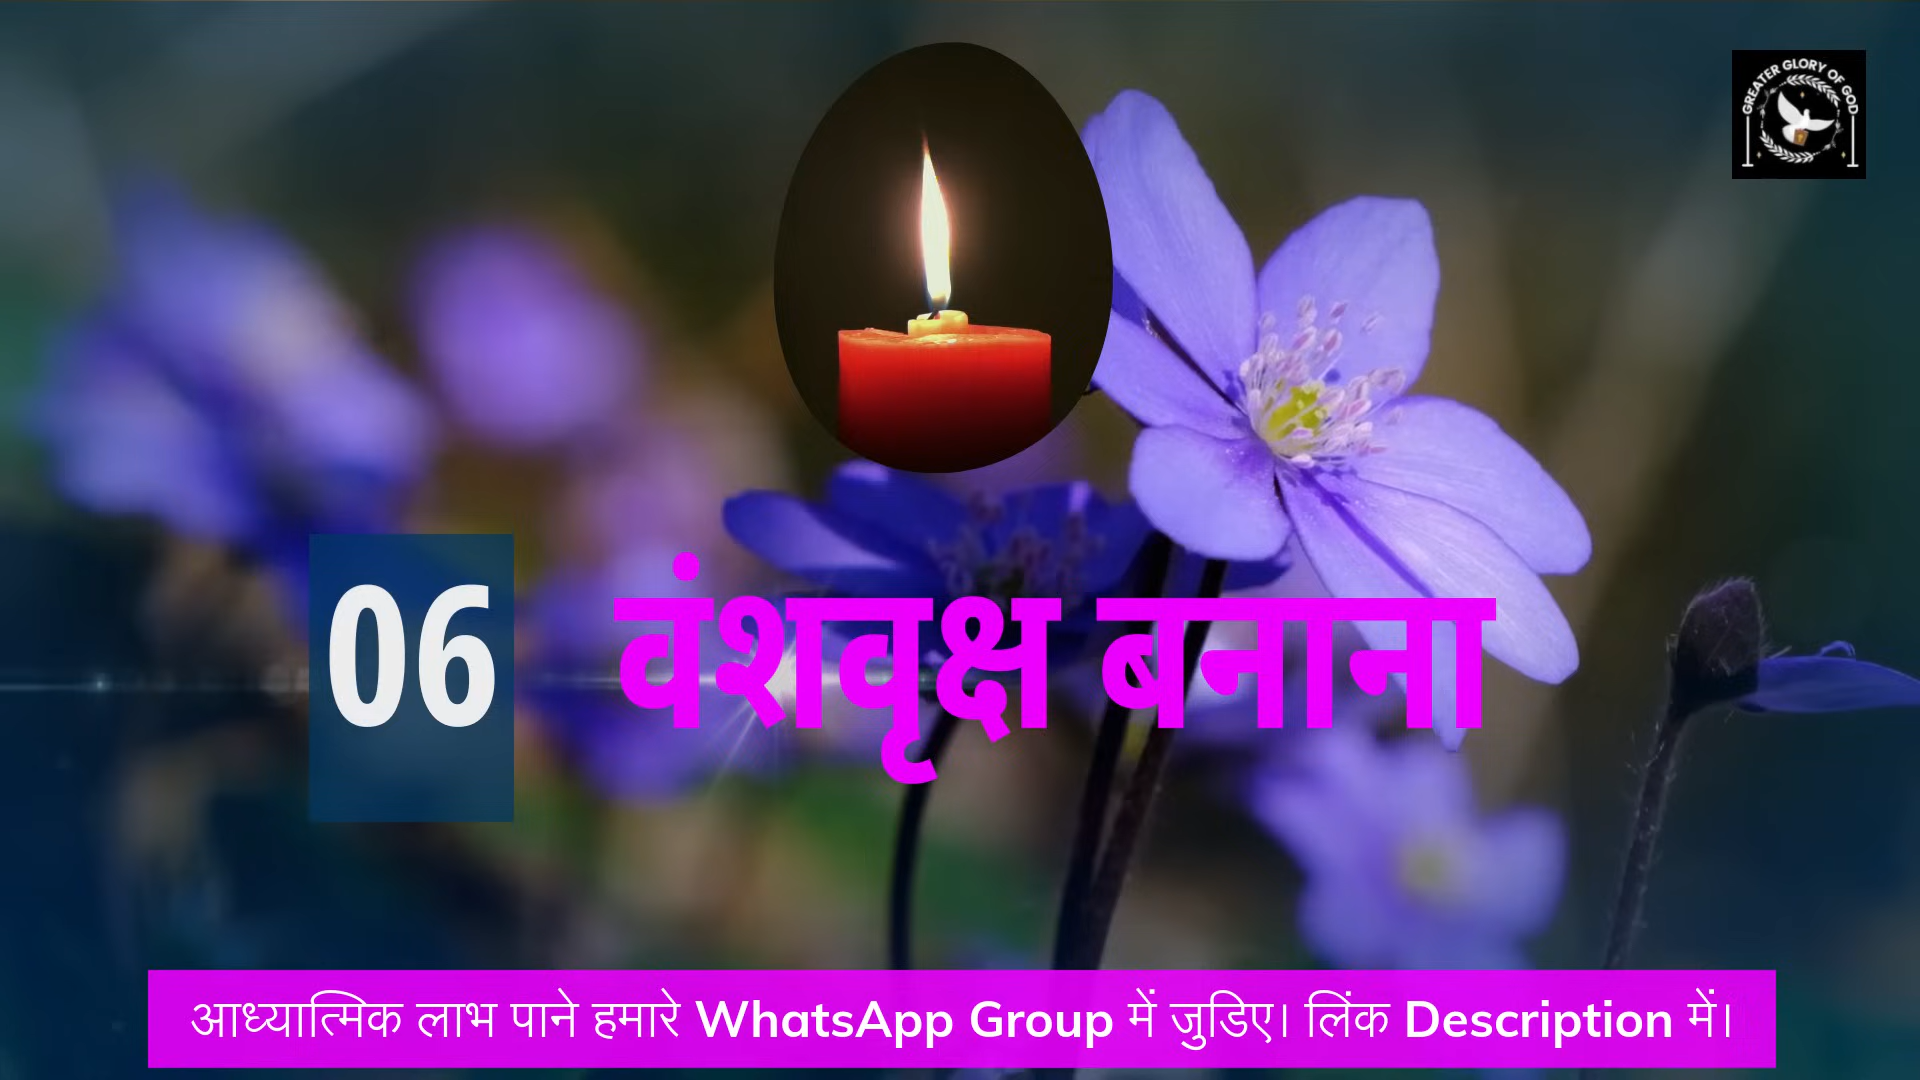 GREATER GLORY OF GOD
06 वंशवृक्ष बनाना
आध्यात्मिक लाभ पाने हमारे WhatsApp Group में जुडिए। लिंक Description में।